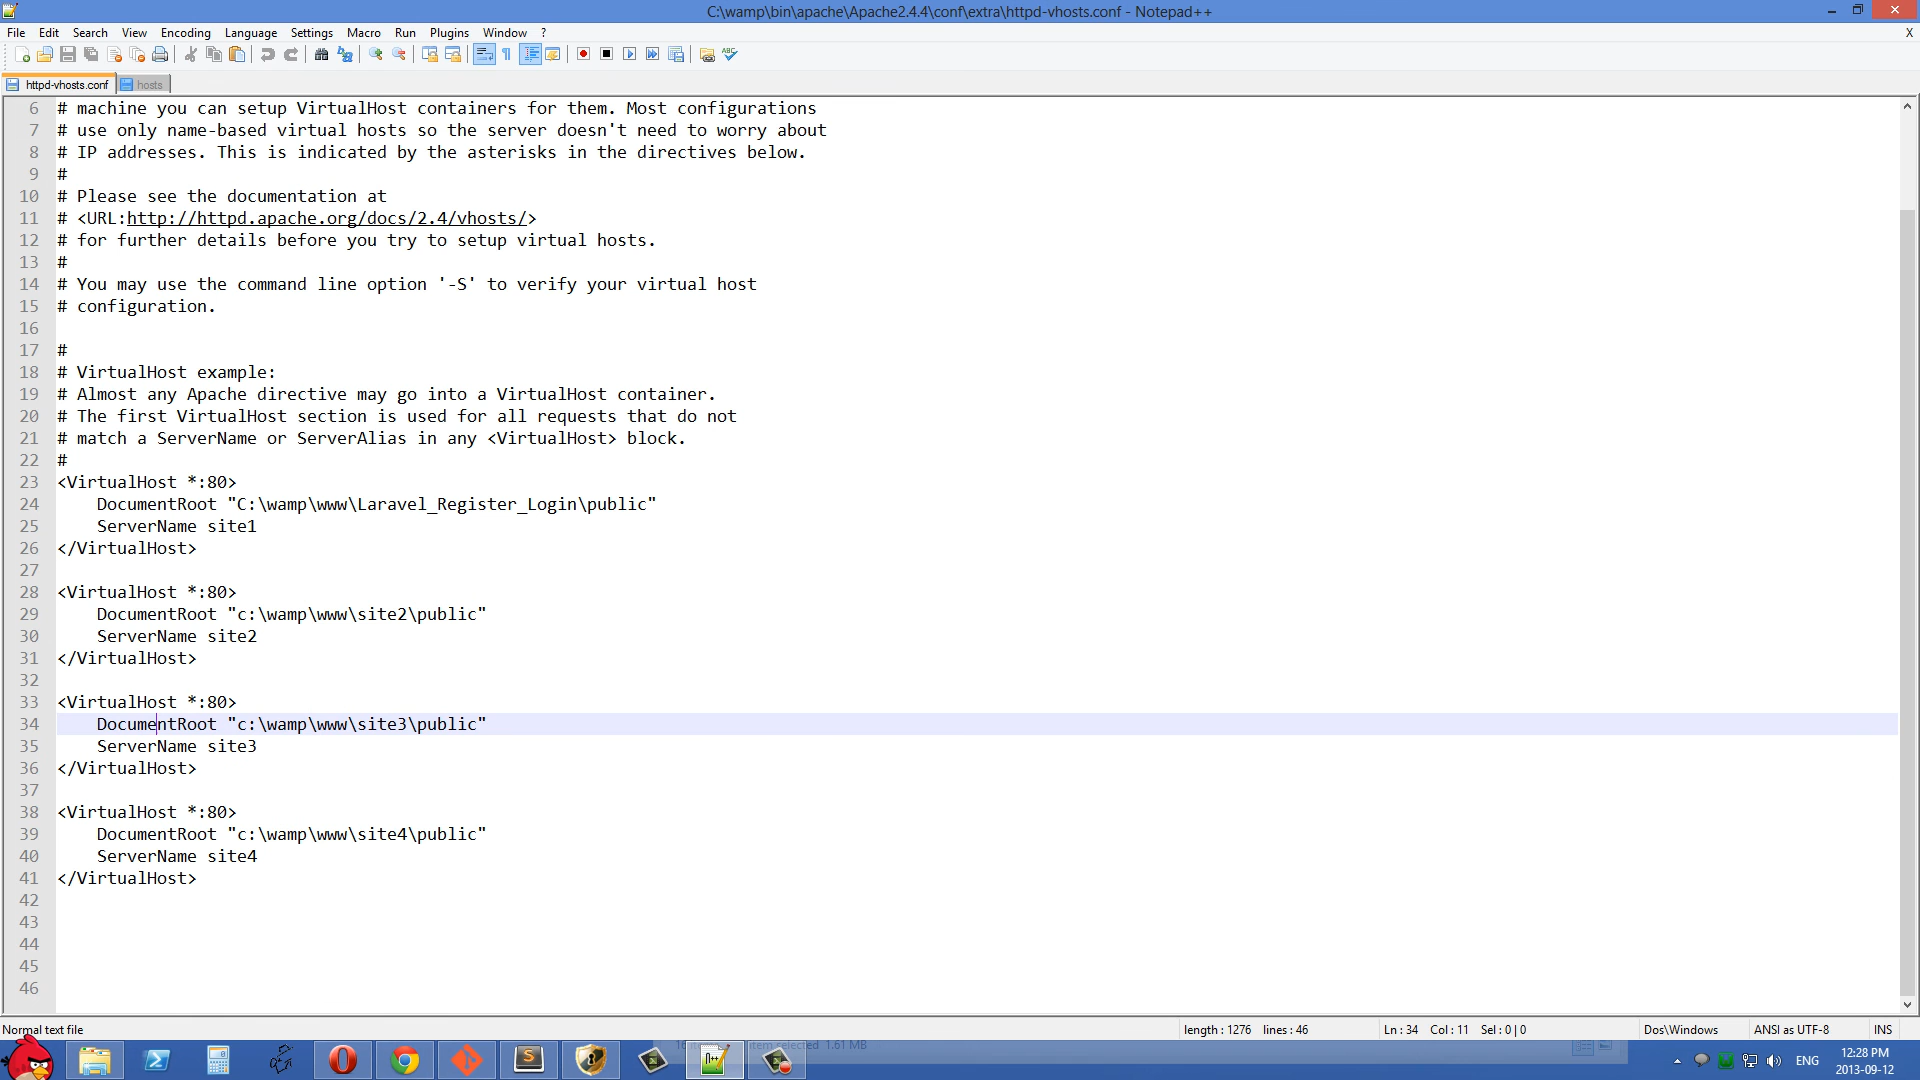 C:\wamp\bin\apache\Apache2.4.4\conf\extra\httpd-vhosts.conf - Notepad++
File Edit Search View Encoding Language Settings Macro Run Plugins Window ? X
httpd-vhosts.conf hosts
6 # machine you can setup VirtualHost containers for them. Most configurations
7 # use only name-based virtual hosts so the server doesn't need to worry about
8 # IP addresses. This is indicated by the asterisks in the directives below.
9 #
10 # Please see the documentation at
11 # <URL:http://httpd.apache.org/docs/2.4/vhosts/>
12 # for further details before you try to setup virtual hosts.
13 #
14 # You may use the command line option '-S' to verify your virtual host
15 # configuration.
16
17 #
18 # VirtualHost example:
19 # Almost any Apache directive may go into a VirtualHost container.
20 # The first VirtualHost section is used for all requests that do not
21 # match a ServerName or ServerAlias in any <VirtualHost> block.
22 #
23 <VirtualHost *:80>
24 DocumentRoot "C:\wamp\www\Laravel_Register_Login\public"
25 ServerName site1
26 </VirtualHost>
27
28 <VirtualHost *:80>
29 DocumentRoot "c:\wamp\www\site2\public"
30 ServerName site2
31 </VirtualHost>
32
33 <VirtualHost *:80>
34 DocumentRoot "c:\wamp\www\site3\public"
35 ServerName site3
36 </VirtualHost>
37
38 <VirtualHost *:80>
39 DocumentRoot "c:\wamp\www\site4\public"
40 ServerName site4
41 </VirtualHost>
42
43
44
45
46
Normal text file length : 1276 lines : 46 Ln : 34 Col : 11 Sel : 0 | 0 Dos\Windows ANSI as UTF-8 INS
item selected 1.61 MB
ENG 12:28 PM
2013-09-12